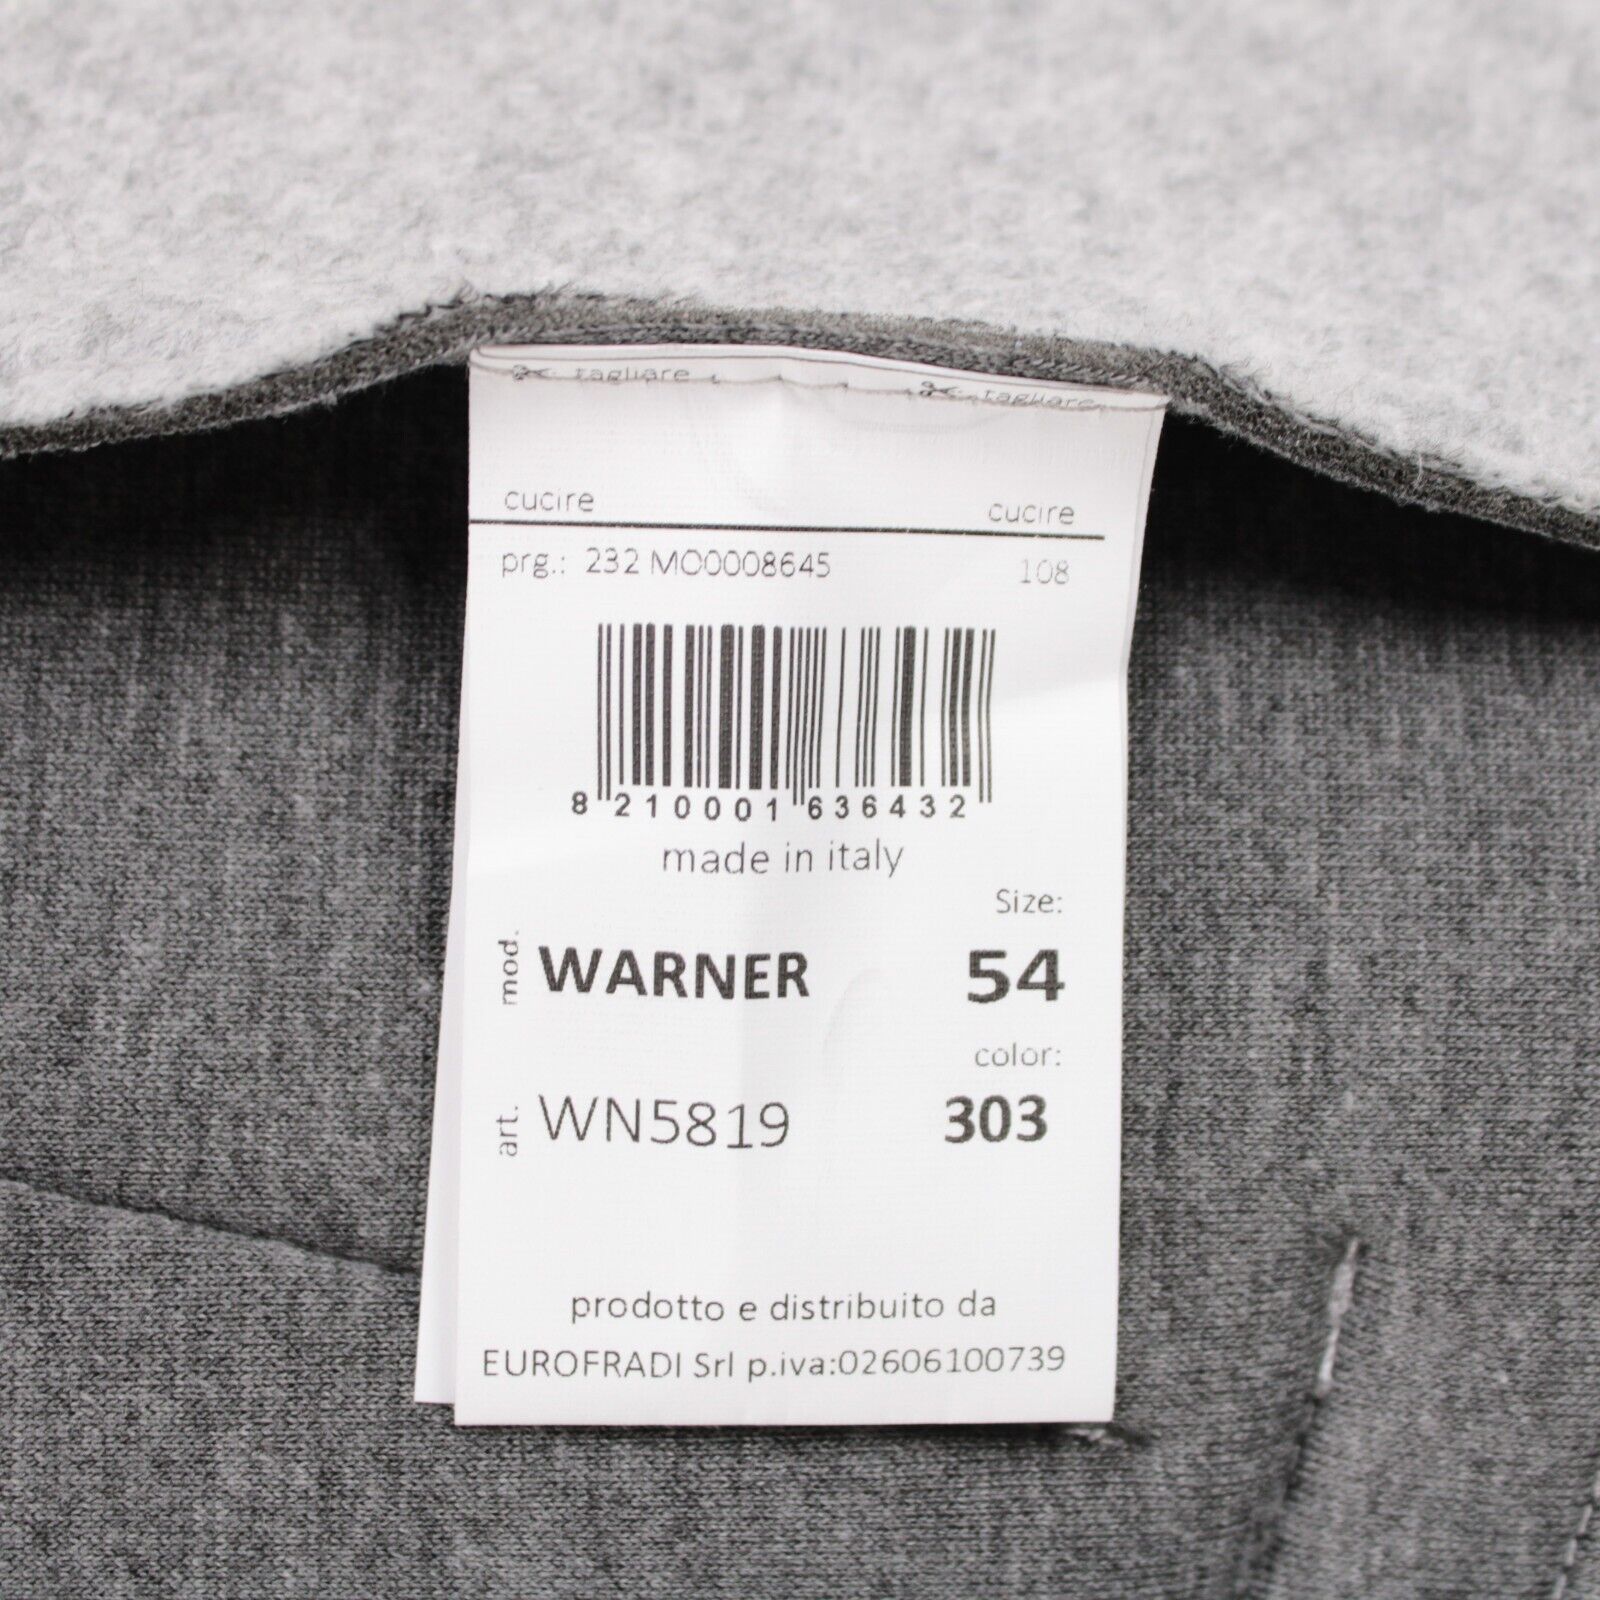 tagliare tagliare
cucire cucire
prg.: 232 MO0008645 108
8 210001 636432
made in italy
Size:
mod. WARNER 54
color:
art. WN5819 303
prodotto e distribuito da
EUROFRADI Srl p.iva:02606100739